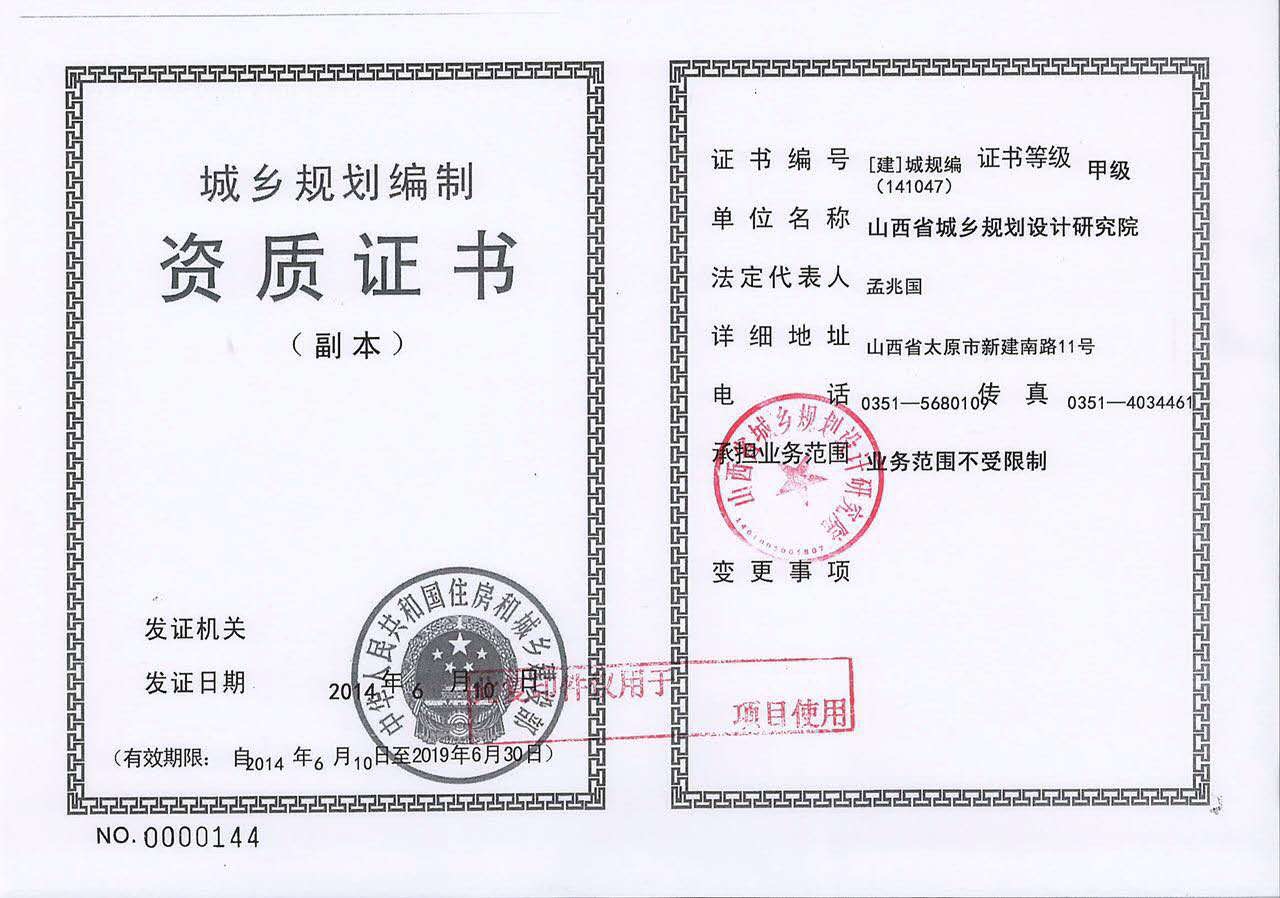 城乡规划编制
资质证书
（副本）
发证机关
发证日期 2014年6月10日
（有效期限： 自2014年6月10日至2019年6月30日）
中华人民共和国住房和城乡建设部
NO.0000144
证书编号 [建]城规编（141047） 证书等级 甲级
单位名称 山西省城乡规划设计研究院
法定代表人 孟兆国
详细地址 山西省太原市新建南路11号
电话 0351—5680109 传真 0351—4034461
承担业务范围 业务范围不受限制
山西省城乡规划设计研究院
变更事项
复印件仅用于
项目使用